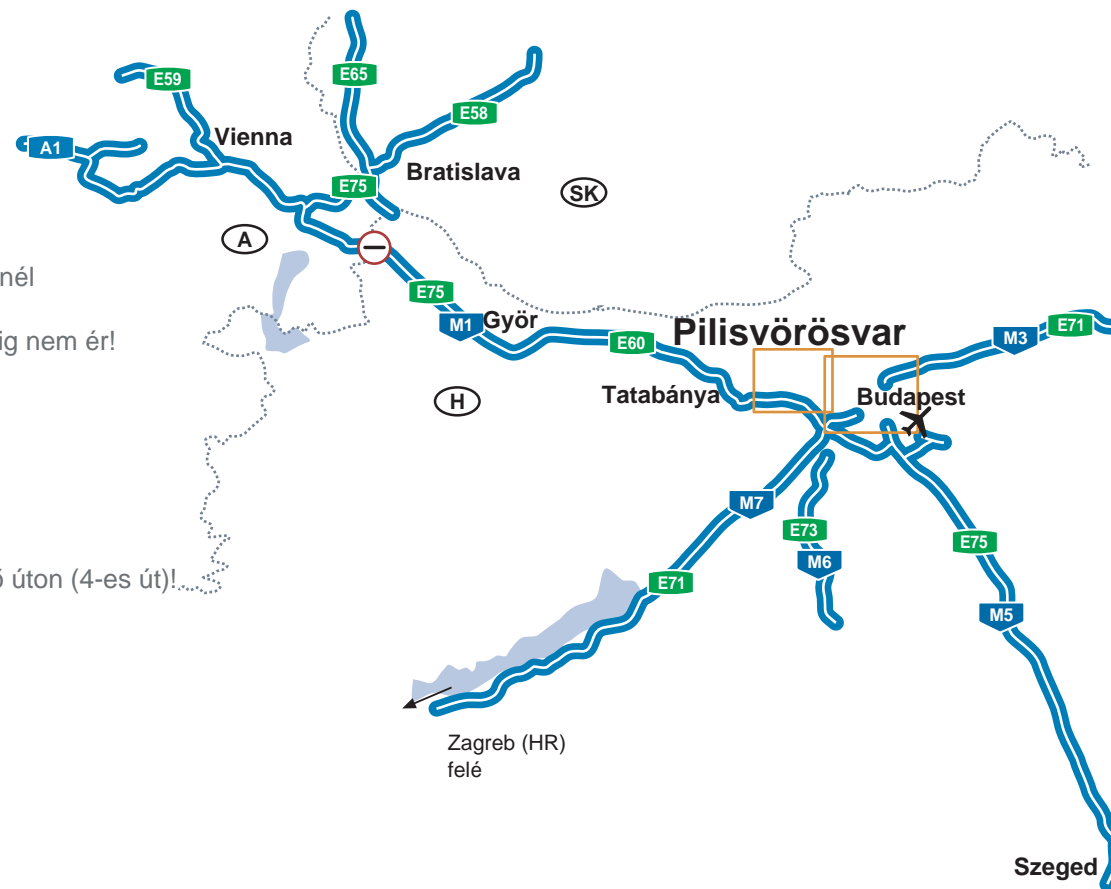 E59
E65
E58
A1
Vienna
Bratislava
E75
SK
A
nél
E75
M1
Györ
ig nem ér!
E60
Pilisvörösvar
M3
E71
H
Tatabánya
Budapest
M7
E73
E75
M6
ő úton (4-es út)!
E71
M5
Zagreb (HR)
felé
Szeged